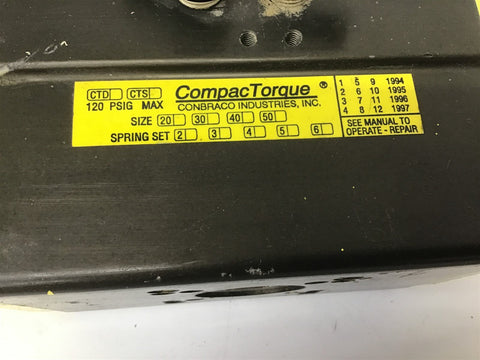 CTD CTS CompacTorque ®
120 PSIG MAX CONBRACO INDUSTRIES, INC.
SIZE 20 30 40 50
SPRING SET 2 3 4 5 6
1 5 9 1994
2 6 10 1995
3 7 11 1996
4 8 12 1997
SEE MANUAL TO
OPERATE - REPAIR